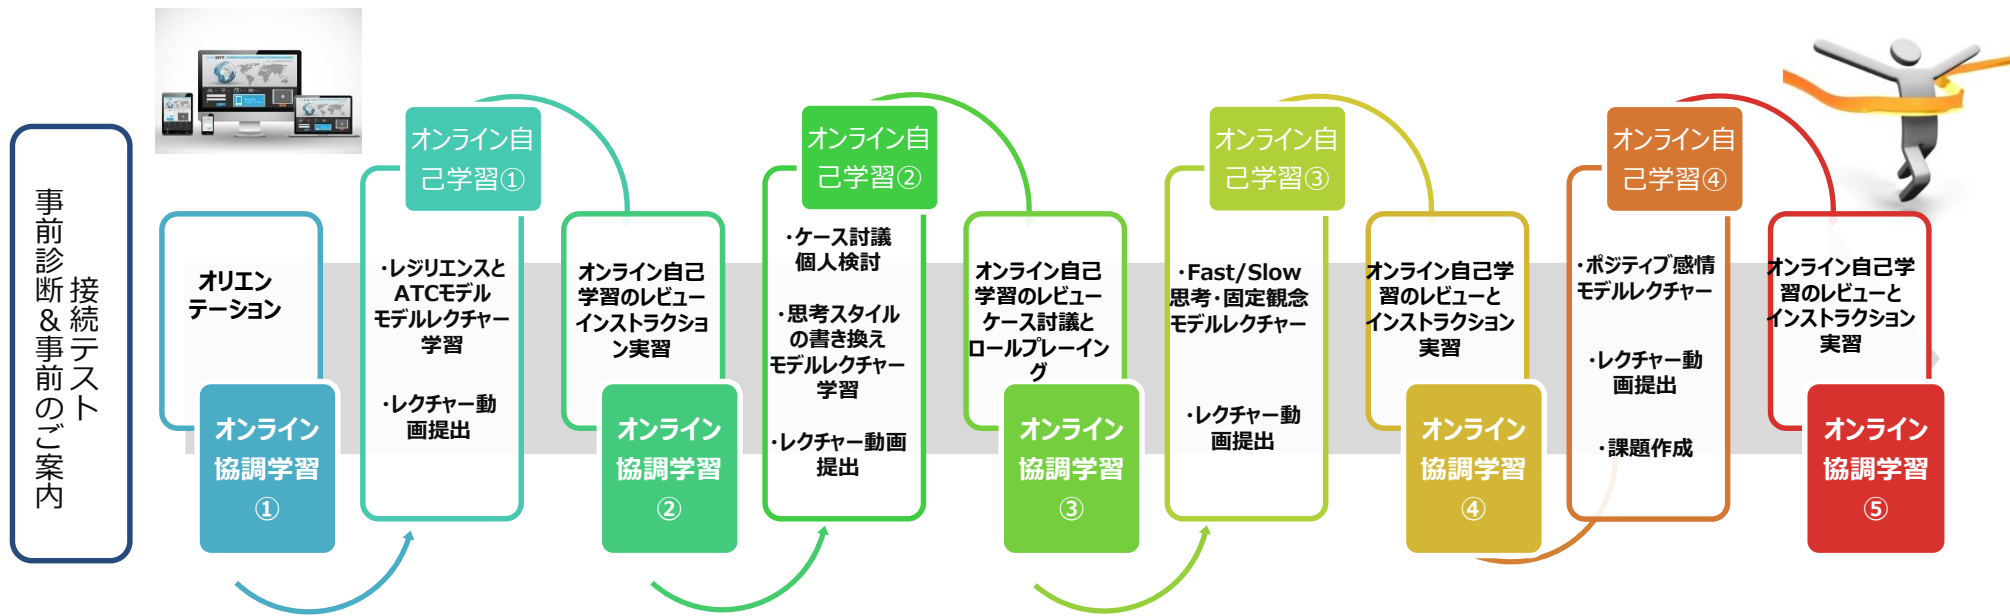 接続テスト
事前診断&事前のご案内
オリエン
テーション
オンライン
協調学習
①
オンライン自
己学習①
・レジリエンスと
ATCモデル
モデルレクチャー
学習
・レクチャー動
画提出
オンライン自己
学習のレビュー
インストラクショ
ン実習
オンライン
協調学習
②
オンライン自
己学習②
・ケース討議
個人検討
・思考スタイル
の書き換え
モデルレクチャー
学習
・レクチャー動画
提出
オンライン自己
学習のレビュー
ケース討議と
ロールプレーイン
グ
オンライン
協調学習
③
オンライン自
己学習③
・Fast/Slow
思考・固定観念
モデルレクチャー
・レクチャー動
画提出
オンライン自己学
習のレビューと
インストラクション
実習
オンライン
協調学習
④
オンライン自
己学習④
・ポジティブ感情
モデルレクチャー
・レクチャー動
画提出
・課題作成
オンライン自己学
習のレビューと
インストラクション
実習
オンライン
協調学習
⑤